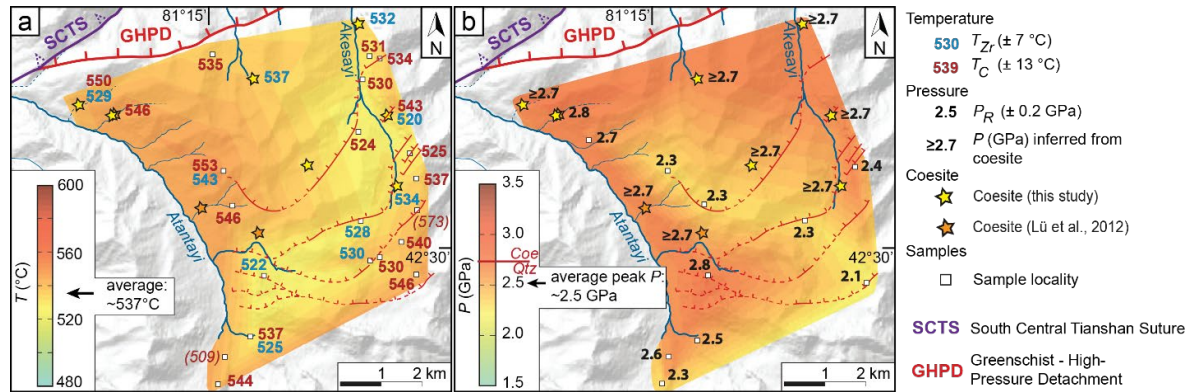 a
81°15'
SCTS
GHPD
Akesayi
N
532
531
534
535
537
530
550
529
546
543
520
524
525
553
543
537
534
546
(573)
528
540
530
530
522
546
Atantayi
42°30'
537
525
(509)
544
600
560
520
480
T (°C)
average:
~537°C
1 2 km
b
81°15'
SCTS
GHPD
Akesayi
N
≥2.7
≥2.7
≥2.7
2.8
≥2.7
2.7
2.3
≥2.7
2.4
≥2.7
≥2.7
2.3
2.3
≥2.7
2.8
2.1
Atantayi
42°30'
2.5
2.6
2.3
3.5
3.0
2.5
2.0
1.5
P (GPa)
Coe
Qtz
average peak P:
~2.5 GPa
1 2 km
Temperature
530 TZr (± 7 °C)
539 TC (± 13 °C)
Pressure
2.5 PR (± 0.2 GPa)
≥2.7 P (GPa) inferred from
coesite
Coesite
Coesite (this study)
Coesite (Lü et al., 2012)
Samples
Sample locality
SCTS South Central Tianshan Suture
GHPD Greenschist - High-
Pressure Detachment